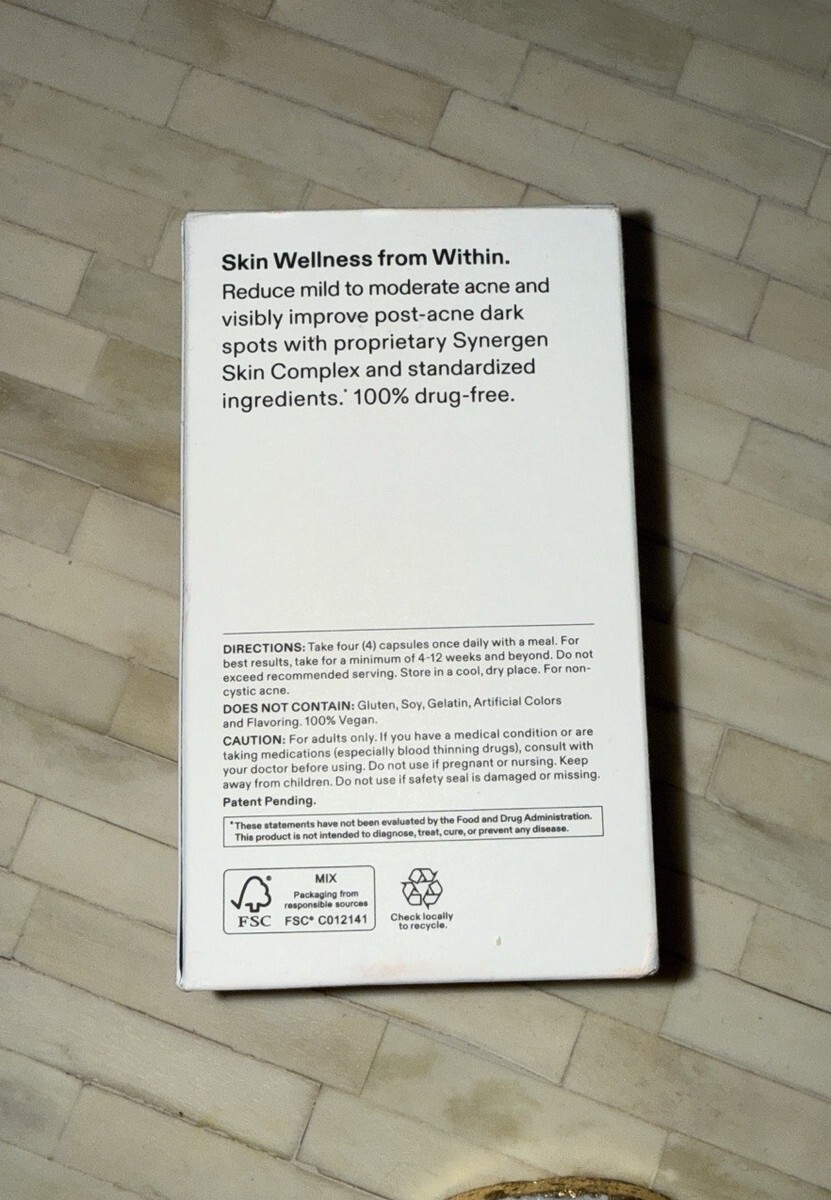 Skin Wellness from Within.
Reduce mild to moderate acne and
visibly improve post-acne dark
spots with proprietary Synergen
Skin Complex and standardized
ingredients.* 100% drug-free.
DIRECTIONS: Take four (4) capsules once daily with a meal. For
best results, take for a minimum of 4-12 weeks and beyond. Do not
exceed recommended serving. Store in a cool, dry place. For non-
cystic acne.
DOES NOT CONTAIN: Gluten, Soy, Gelatin, Artificial Colors
and Flavoring. 100% Vegan.
CAUTION: For adults only. If you have a medical condition or are
taking medications (especially blood thinning drugs), consult with
your doctor before using. Do not use if pregnant or nursing. Keep
away from children. Do not use if safety seal is damaged or missing.
Patent Pending.
*These statements have not been evaluated by the Food and Drug Administration.
This product is not intended to diagnose, treat, cure, or prevent any disease.
FSC
MIX
Packaging from
responsible sources
FSC® C012141
Check locally
to recycle.